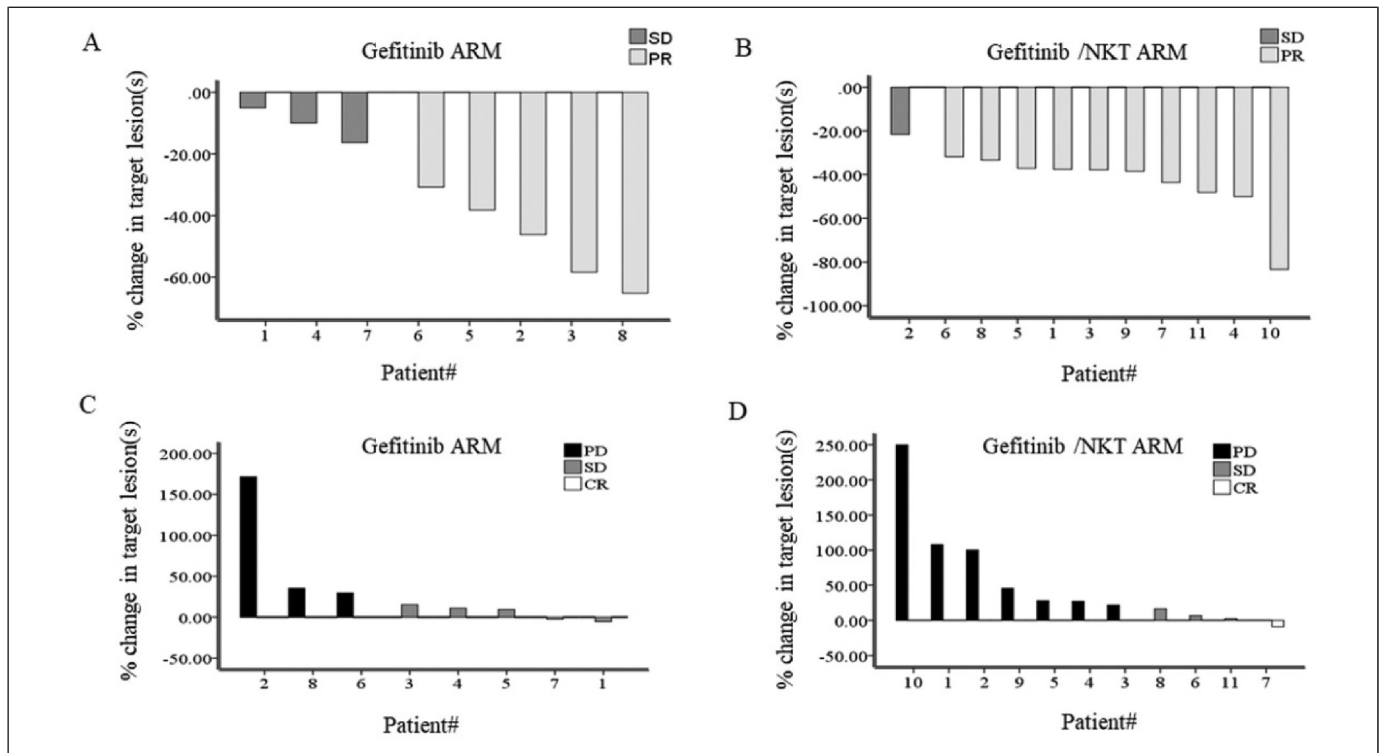 A
Gefitinib ARM
SD
PR
% change in target lesion(s)
.00
-20.00
-40.00
-60.00
1 4 7 6 5 2 3 8
Patient#
B
Gefitinib /NKT ARM
SD
PR
% change in target lesion(s)
.00
-20.00
-40.00
-60.00
-80.00
-100.00
2 6 8 5 1 3 9 7 11 4 10
Patient#
C
Gefitinib ARM
PD
SD
CR
% change in target lesion(s)
200.00
150.00
100.00
50.00
0.00
-50.00
2 8 6 3 4 5 7 1
Patient#
D
Gefitinib /NKT ARM
PD
SD
CR
% change in target lesion(s)
250.00
200.00
150.00
100.00
50.00
0.00
-50.00
10 1 2 9 5 4 3 8 6 11 7
Patient#